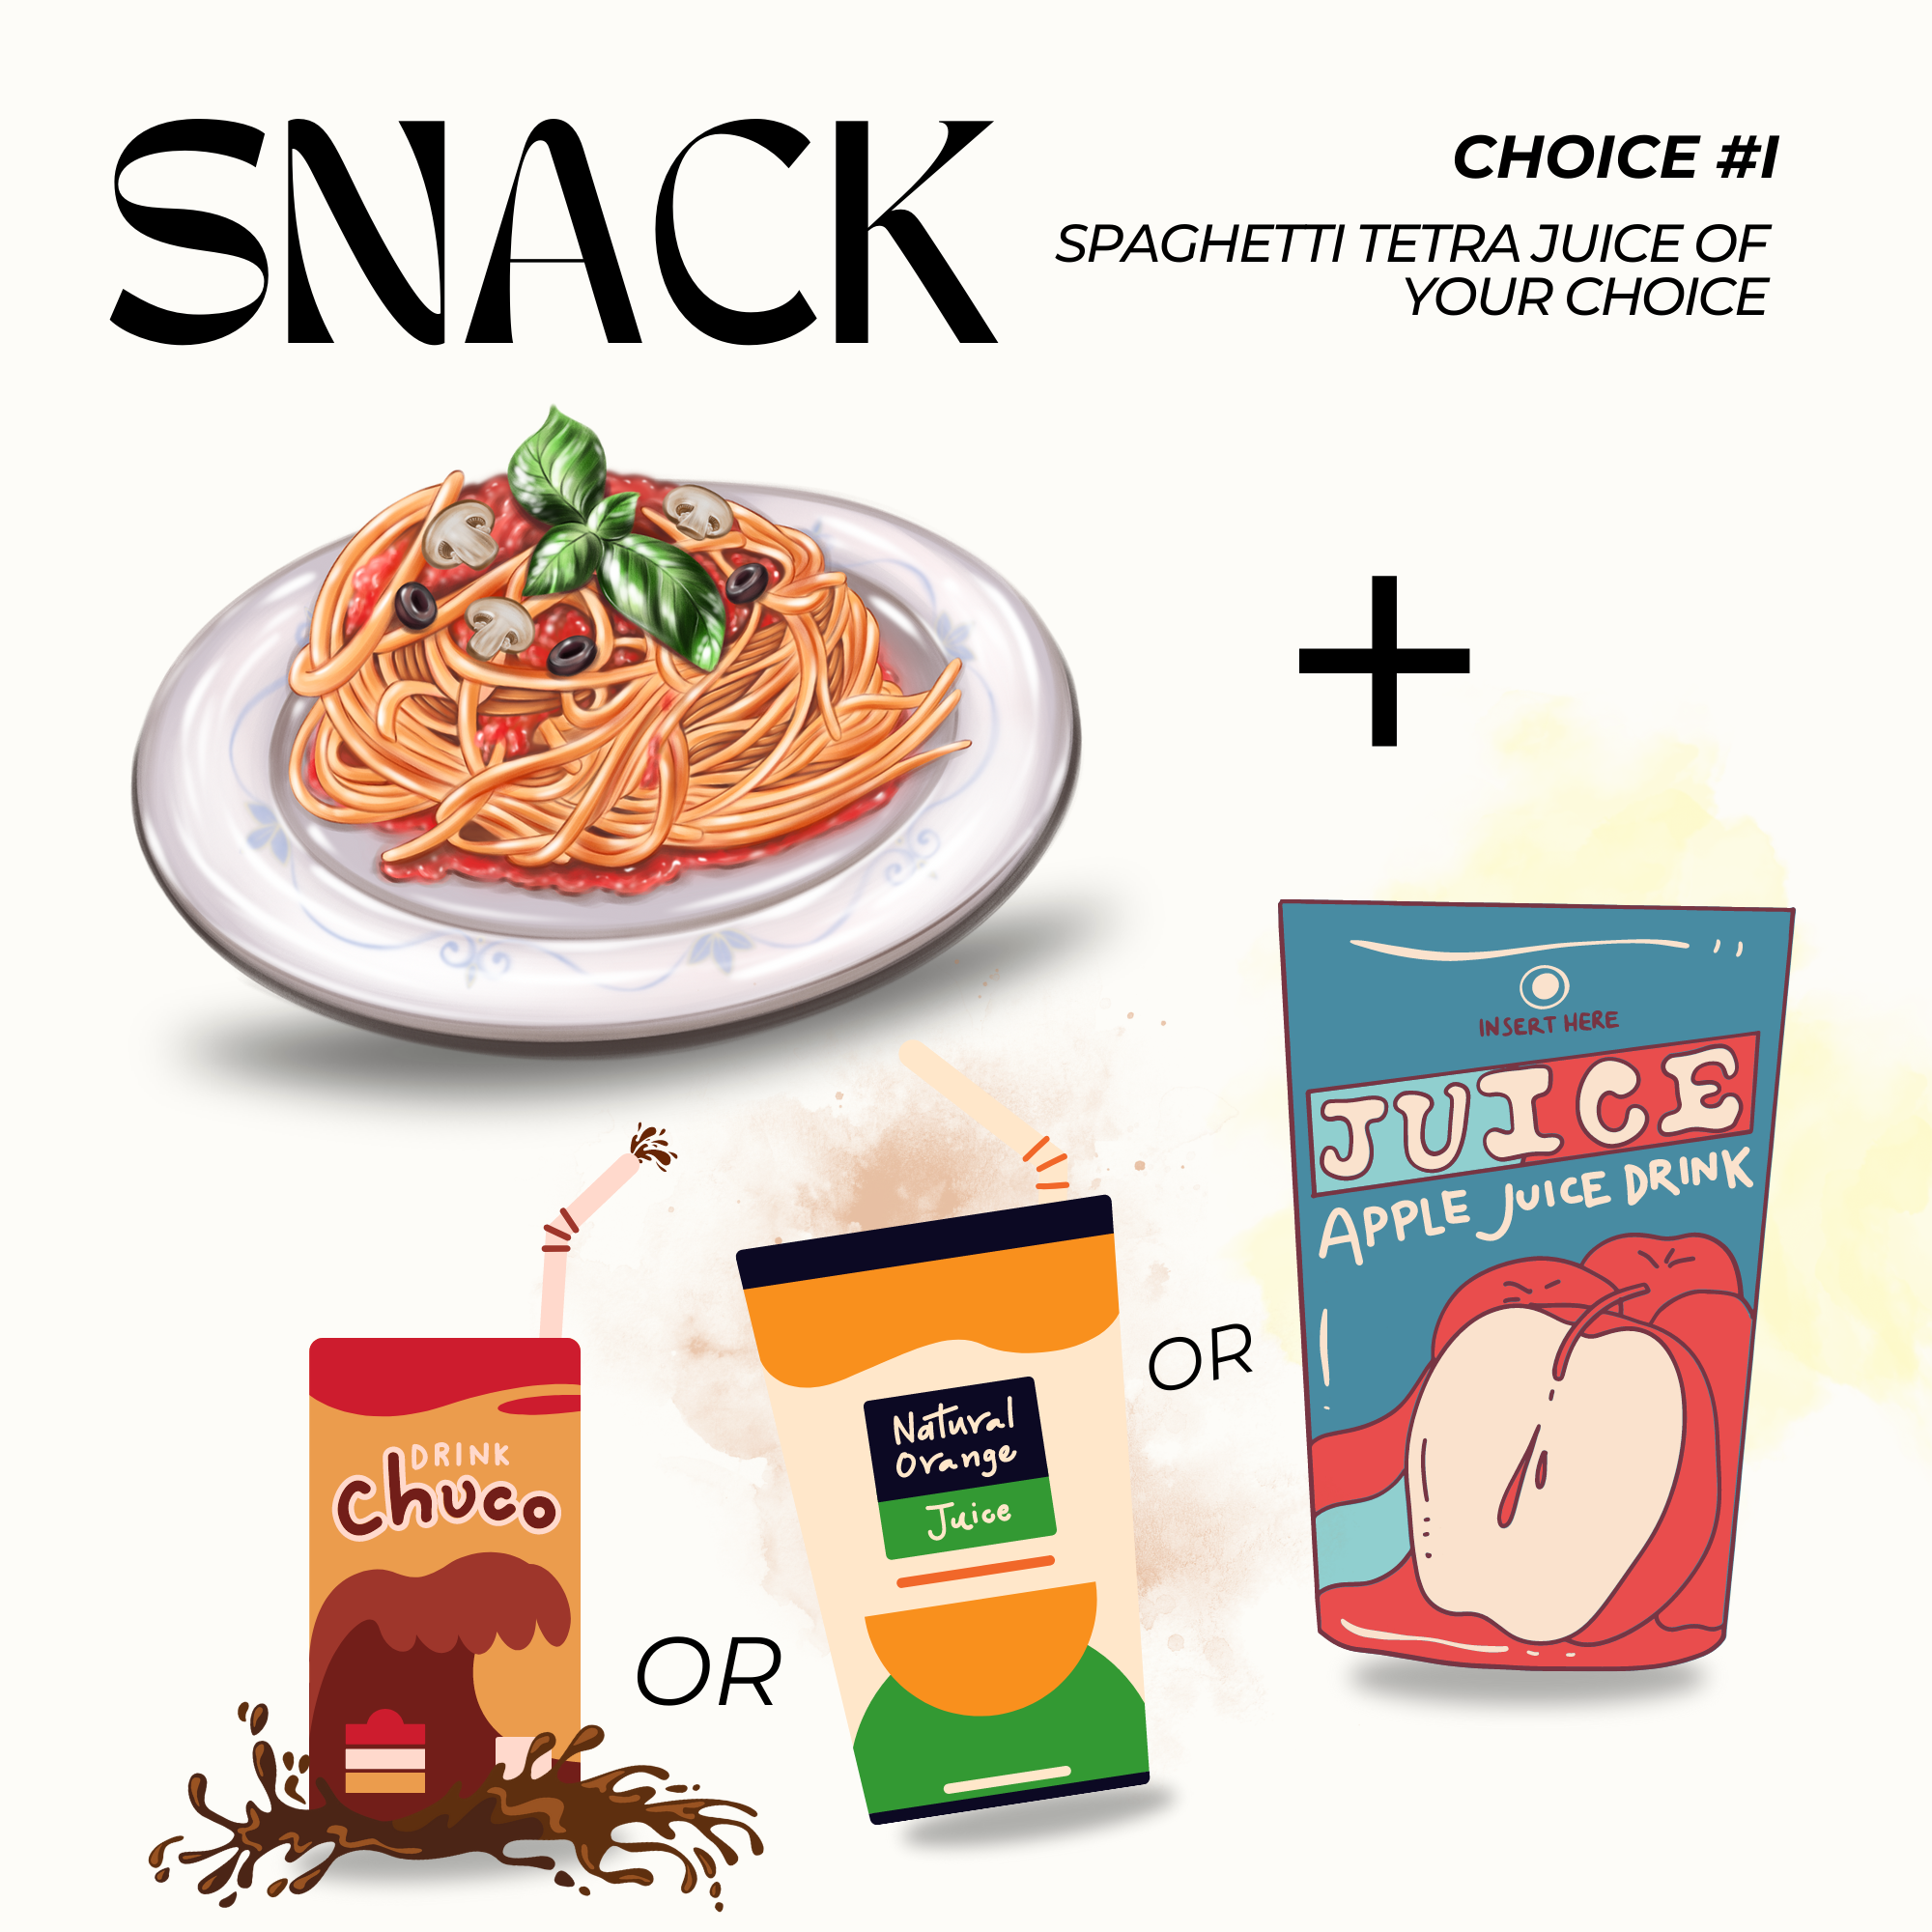 SNACK
CHOICE #1
SPAGHETTI TETRA JUICE OF
YOUR CHOICE
+
INSERT HERE
JUICE
APPLE JUICE DRINK
OR
Natural
Orange
Juice
DRINK
Chuco
OR